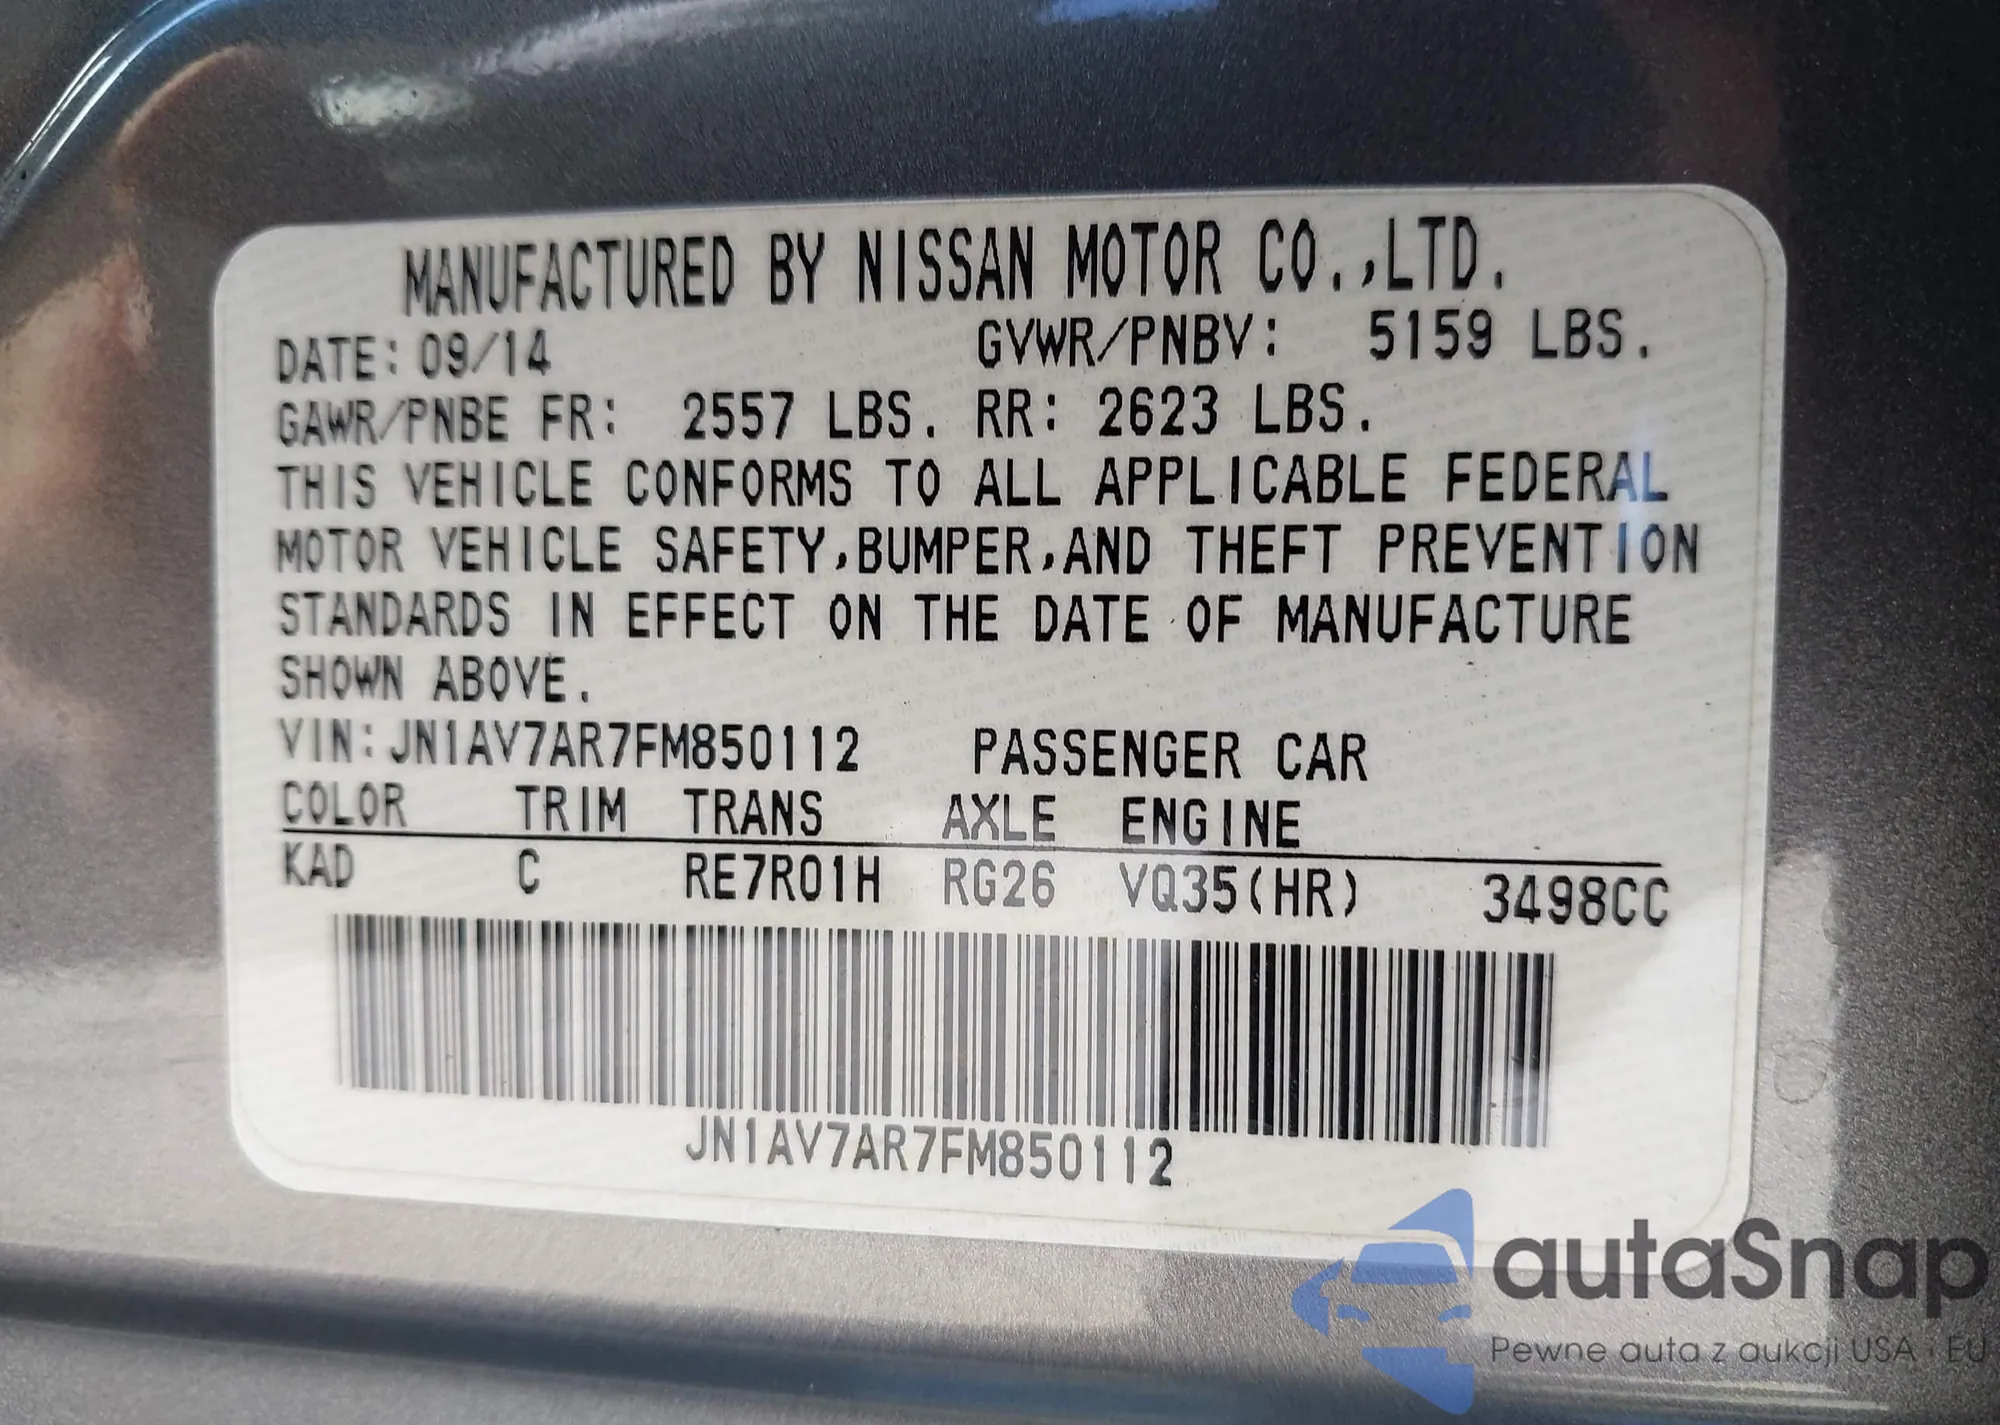 MANUFACTURED BY NISSAN MOTOR CO.,LTD.
DATE: 09/14 GVWR/PNBV: 5159 LBS.
GAWR/PNBE FR: 2557 LBS. RR: 2623 LBS.
THIS VEHICLE CONFORMS TO ALL APPLICABLE FEDERAL
MOTOR VEHICLE SAFETY,BUMPER,AND THEFT PREVENTION
STANDARDS IN EFFECT ON THE DATE OF MANUFACTURE
SHOWN ABOVE.
VIN:JN1AV7AR7FM850112 PASSENGER CAR
COLOR TRIM TRANS AXLE ENGINE
KAD C RE7R01H RG26 VQ35(HR) 3498CC
JN1AV7AR7FM850112
autaSnap
Pewne auta z aukcji USA · EU